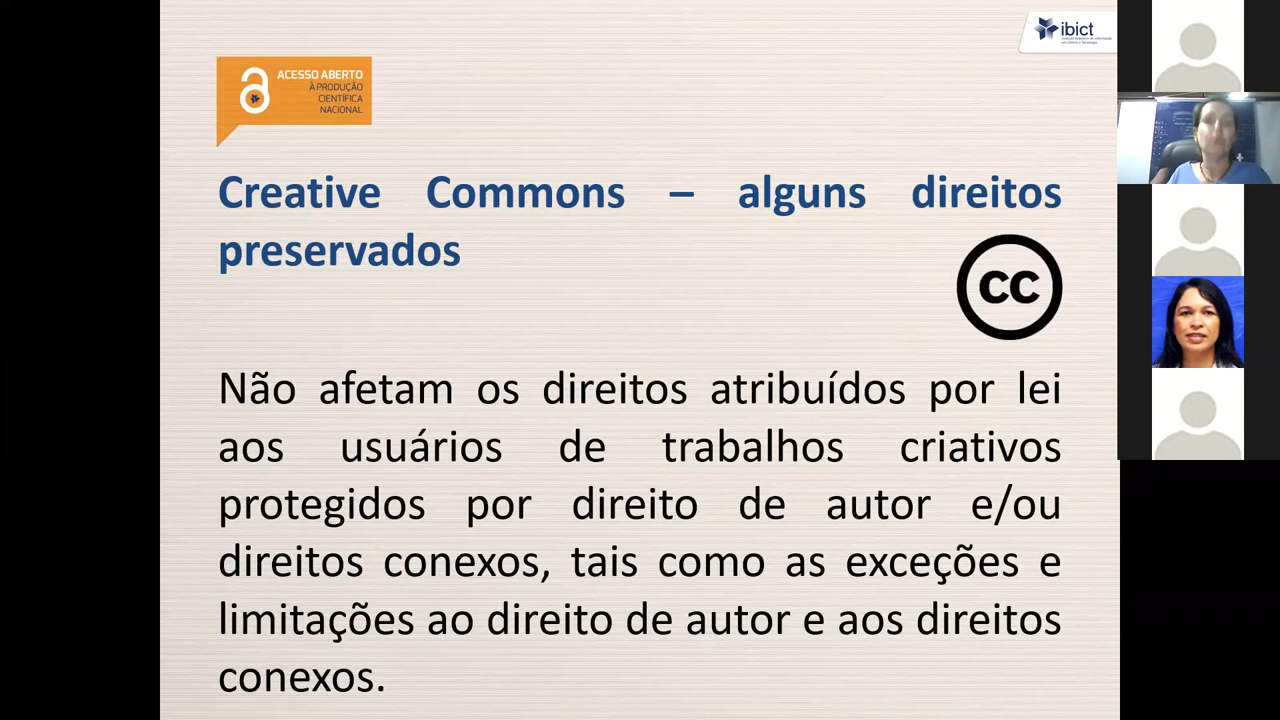 ibict
ACESSO ABERTO
À PRODUÇÃO
CIENTÍFICA
NACIONAL
Creative Commons – alguns direitos
preservados
CC
Não afetam os direitos atribuídos por lei
aos usuários de trabalhos criativos
protegidos por direito de autor e/ou
direitos conexos, tais como as exceções e
limitações ao direito de autor e aos direitos
conexos.